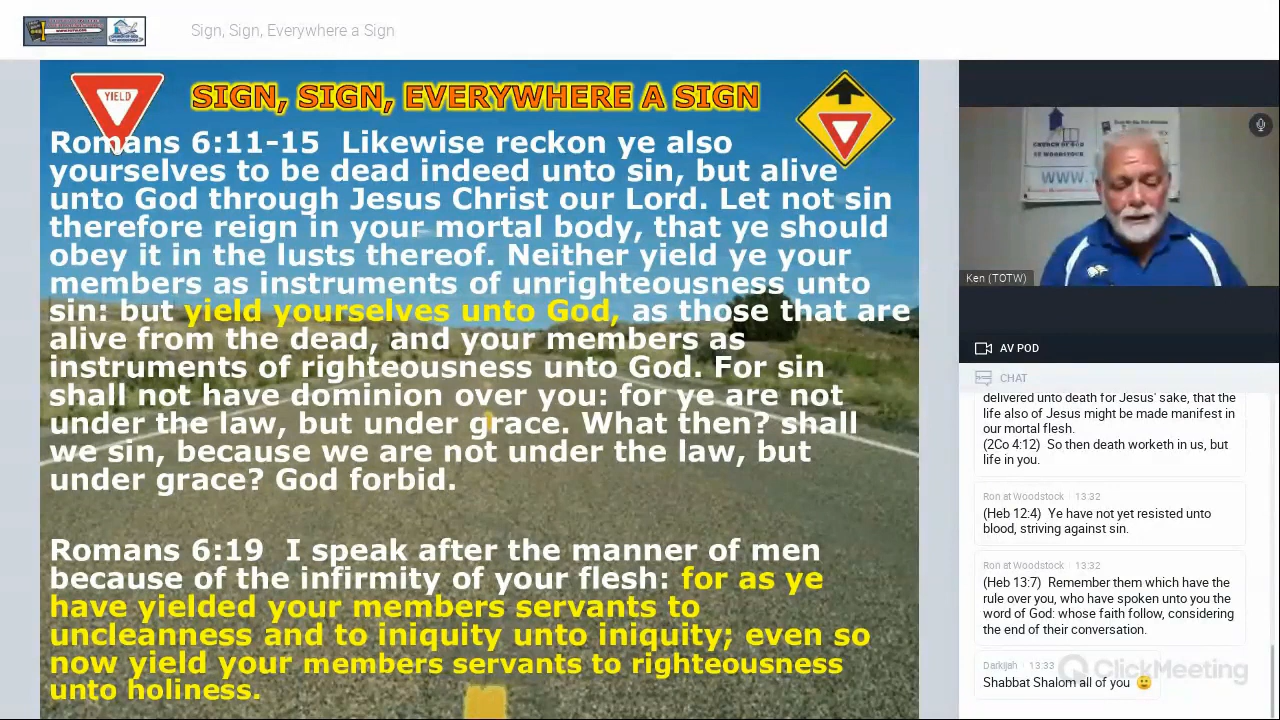 Sign, Sign, Everywhere a Sign
YIELD
SIGN, SIGN, EVERYWHERE A SIGN
Romans 6:11-15  Likewise reckon ye also
yourselves to be dead indeed unto sin, but alive
unto God through Jesus Christ our Lord. Let not sin
therefore reign in your mortal body, that ye should
obey it in the lusts thereof. Neither yield ye your
members as instruments of unrighteousness unto
sin: but yield yourselves unto God, as those that are
alive from the dead, and your members as
instruments of righteousness unto God. For sin
shall not have dominion over you: for ye are not
under the law, but under grace. What then? shall
we sin, because we are not under the law, but
under grace? God forbid.
Romans 6:19  I speak after the manner of men
because of the infirmity of your flesh: for as ye
have yielded your members servants to
uncleanness and to iniquity unto iniquity; even so
now yield your members servants to righteousness
unto holiness.
CHURCH OF GOD
AT WOODSTOCK
WWW.T
Ken (TOTW)
AV POD
CHAT
delivered unto death for Jesus' sake, that the
life also of Jesus might be made manifest in
our mortal flesh.
(2Co 4:12)  So then death worketh in us, but
life in you.
Ron at Woodstock 13:32
(Heb 12:4)  Ye have not yet resisted unto
blood, striving against sin.
Ron at Woodstock 13:32
(Heb 13:7)  Remember them which have the
rule over you, who have spoken unto you the
word of God: whose faith follow, considering
the end of their conversation.
Darkijah 13:33
Shabbat Shalom all of you 🙂
ClickMeeting